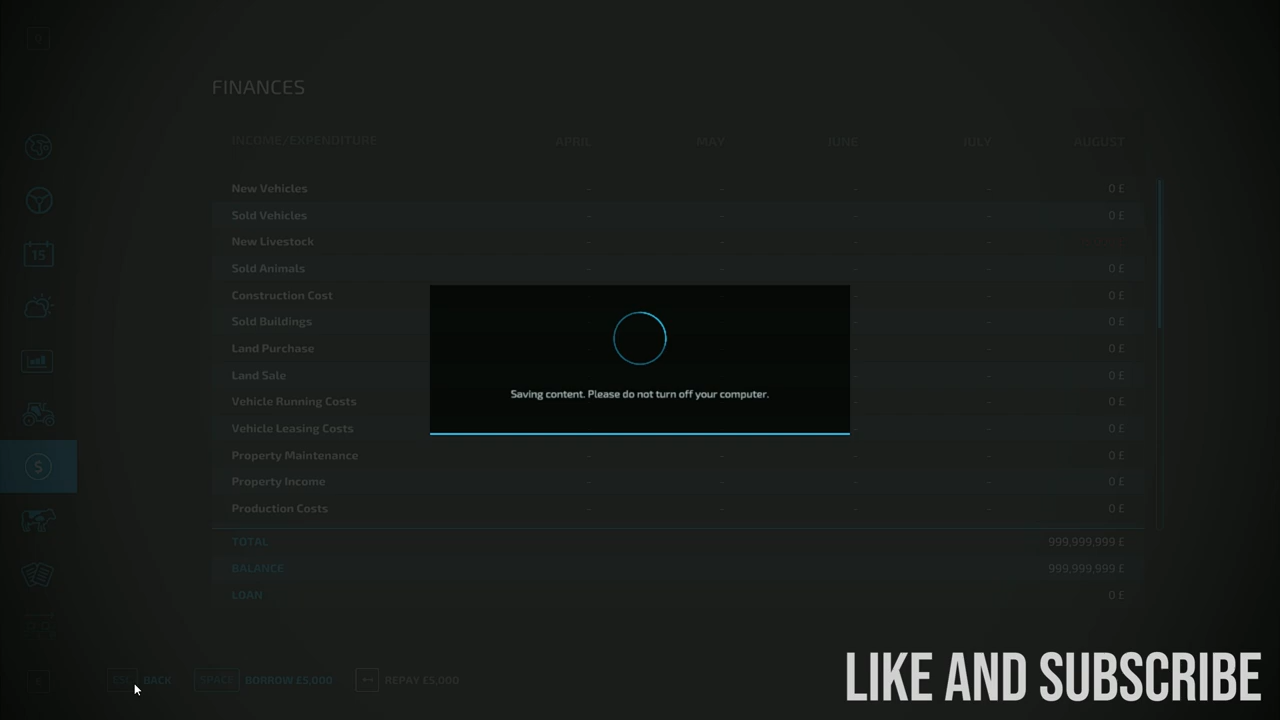 Q
FINANCES
INCOME/EXPENDITURE APRIL MAY JUNE JULY AUGUST
New Vehicles - - - - 0 £
Sold Vehicles - - - - 0 £
15
New Livestock - - - -
Sold Animals - - - - 0 £
Construction Cost - - 0 £
Sold Buildings - - 0 £
Land Purchase - - 0 £
Land Sale - - 0 £
Vehicle Running Costs - - 0 £
Vehicle Leasing Costs - - 0 £
Property Maintenance - - - - 0 £
$
Property Income - - - - 0 £
Production Costs - - - - 0 £
TOTAL 999,999,999 £
BALANCE 999,999,999 £
LOAN 0 £
Saving content. Please do not turn off your computer.
E ESC BACK SPACE BORROW £5,000 REPAY £5,000
LIKE AND SUBSCRIBE